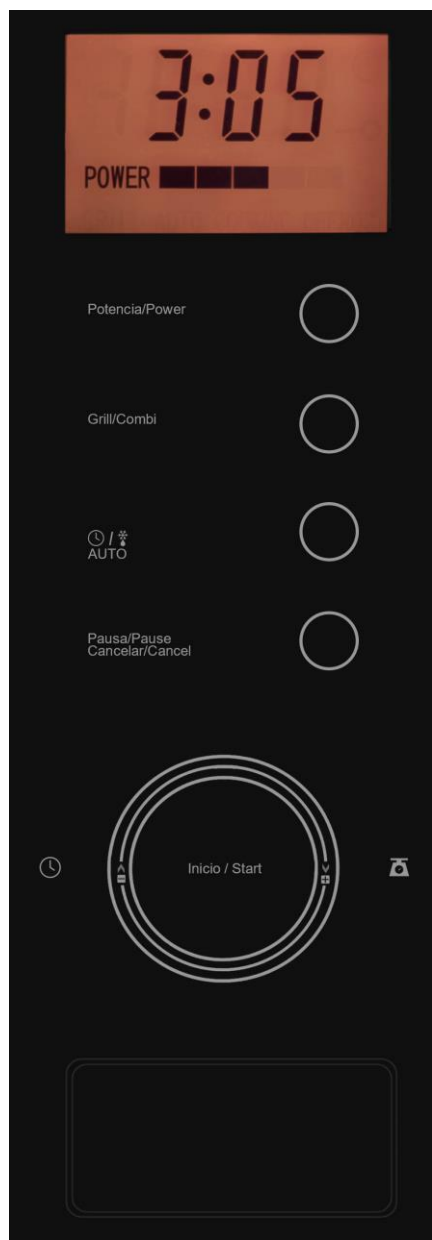 3:05
POWER
Potencia/Power
Grill/Combi
/
AUTO
Pausa/Pause
Cancelar/Cancel
Inicio / Start